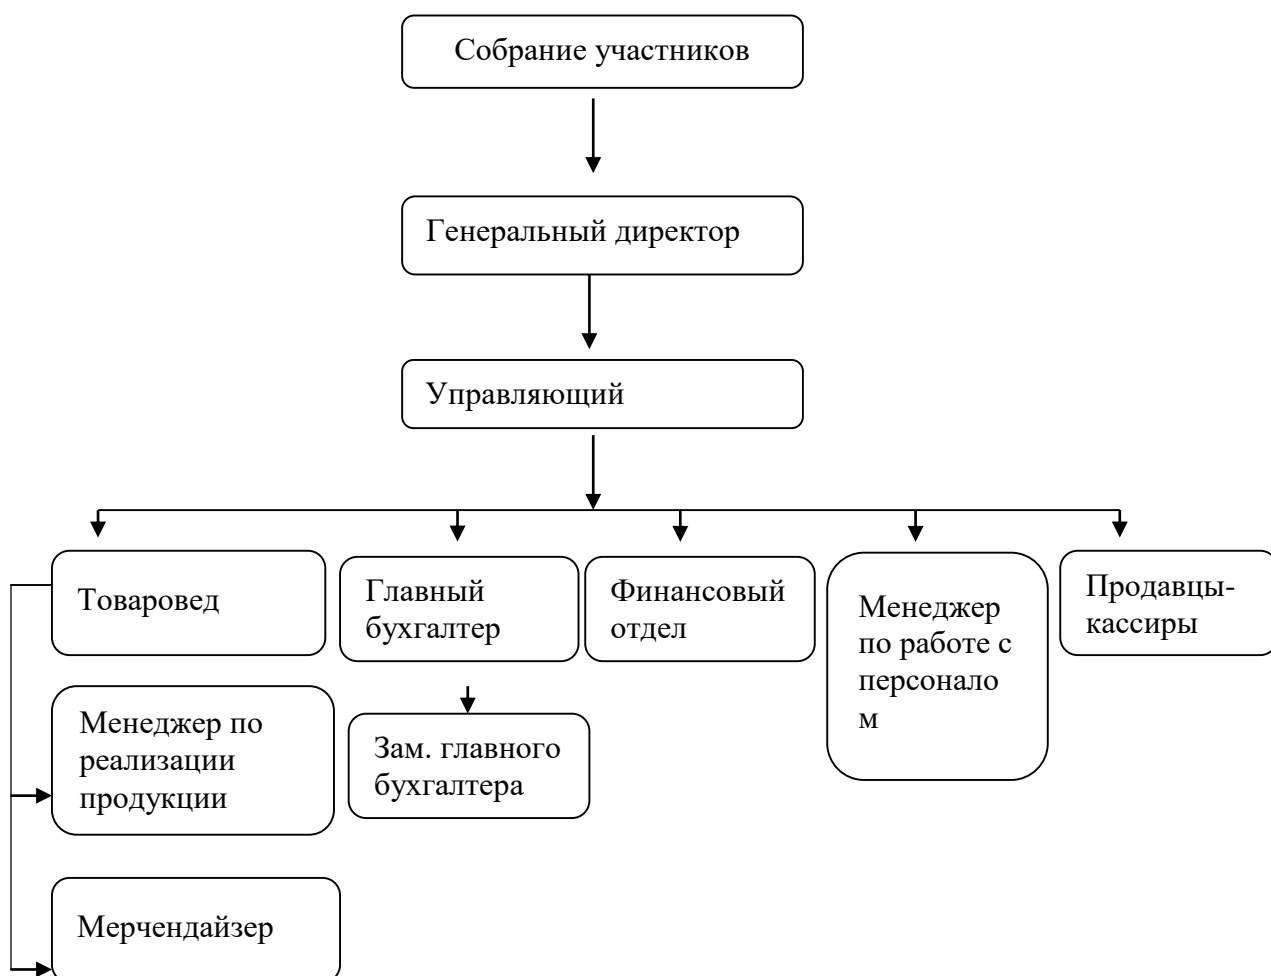 Собрание участников
Генеральный директор
Управляющий
Товаровед
Главный
бухгалтер
Финансовый
отдел
Менеджер
по работе с
персонало
м
Продавцы-
кассиры
Менеджер по
реализации
продукции
Зам. главного
бухгалтера
Мерчендайзер